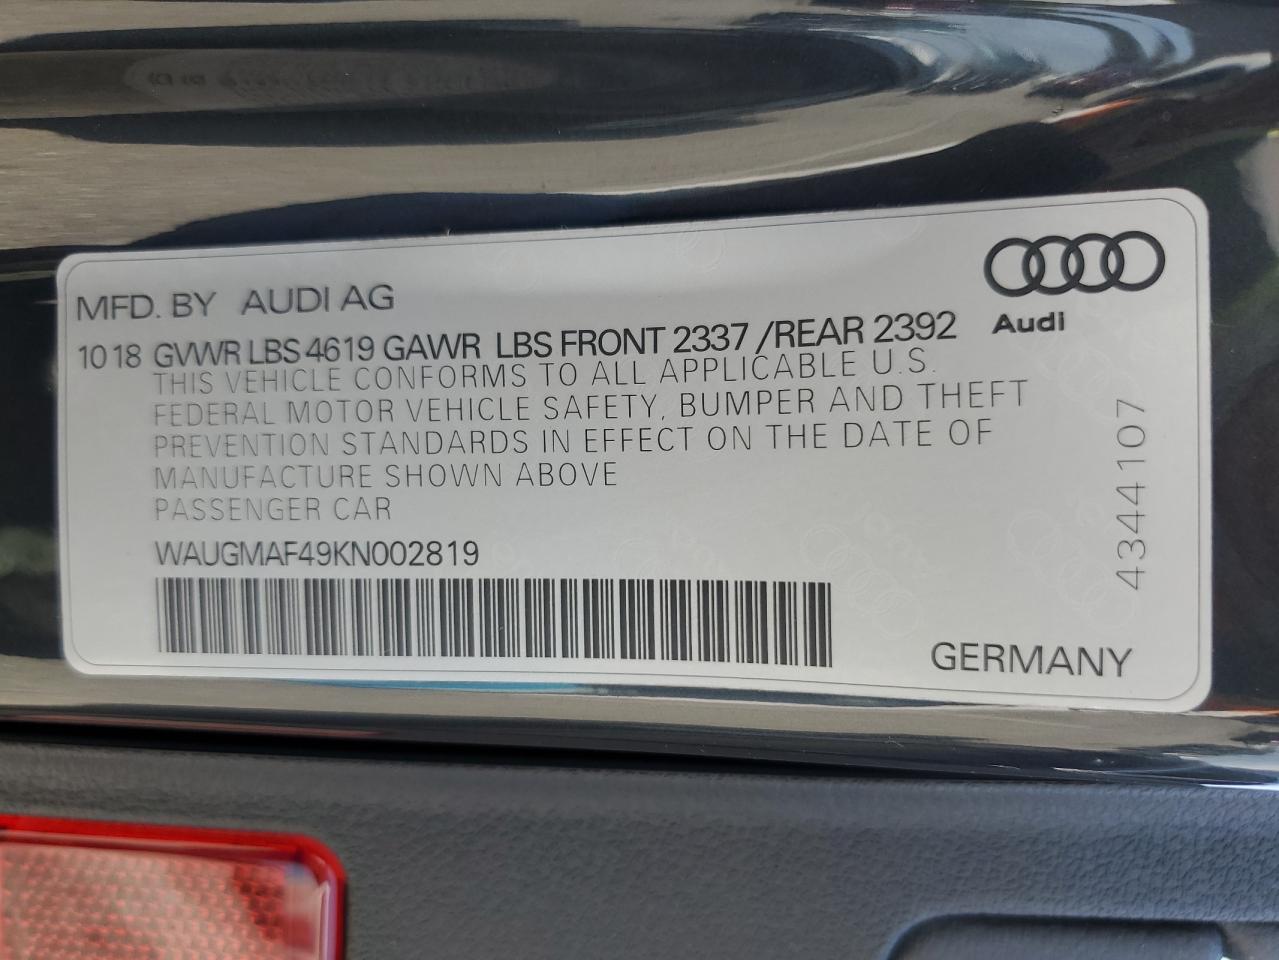 MFD. BY AUDI AG
10 18 GVWR LBS 4619 GAWR LBS FRONT 2337 /REAR 2392
THIS VEHICLE CONFORMS TO ALL APPLICABLE U.S.
FEDERAL MOTOR VEHICLE SAFETY, BUMPER AND THEFT
PREVENTION STANDARDS IN EFFECT ON THE DATE OF
MANUFACTURE SHOWN ABOVE
PASSENGER CAR
WAUGMAF49KN002819
Audi
4344107
GERMANY